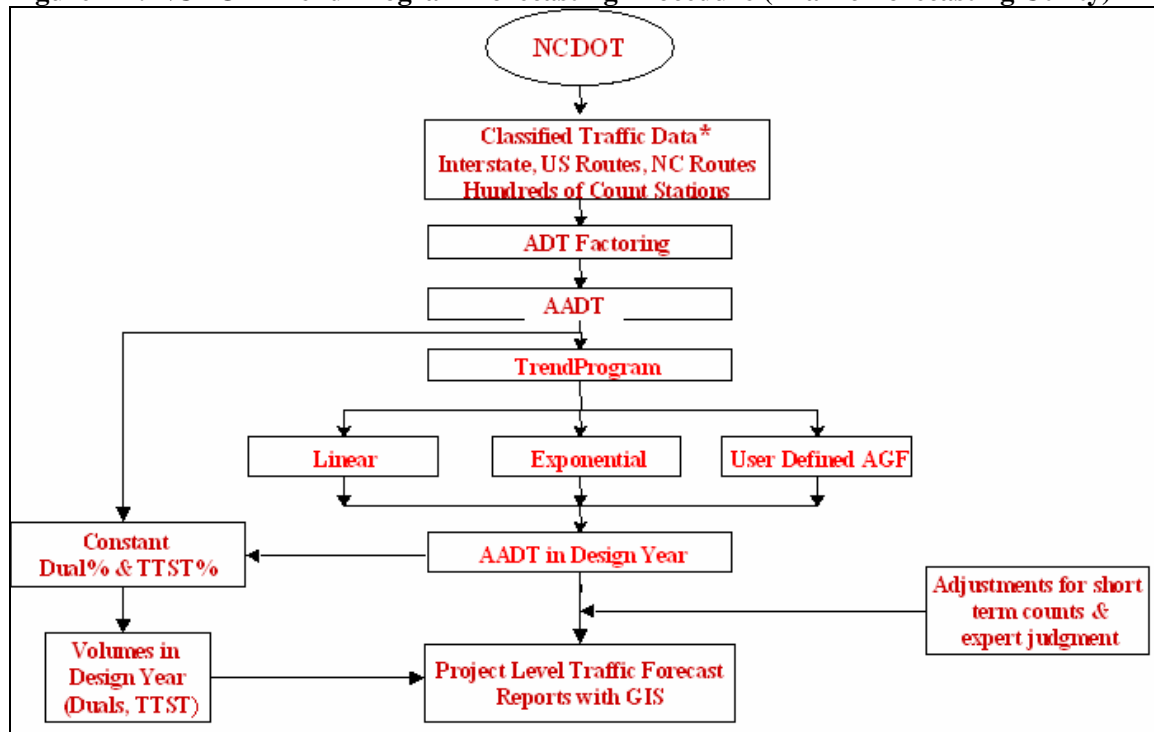 NCDOT
Classified Traffic Data*
Interstate, US Routes, NC Routes
Hundreds of Count Stations
ADT Factoring
AADT
TrendProgram
Linear
Exponential
User Defined AGF
Constant
Dual% & TTST%
AADT in Design Year
Adjustments for short
term counts &
expert judgment
Volumes in
Design Year
(Duals, TTST)
Project Level Traffic Forecast
Reports with GIS